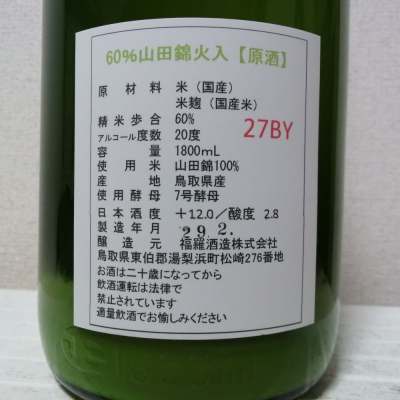 60%山田錦火入【原酒】
原材料 米(国産)
米麹(国産米)
精米歩合 60%
27BY
アルコール度数 20度
容量 1800mL
使用米 山田錦100%
産地 鳥取県産
使用酵母 7号酵母
日本酒度 +12.0/酸度 2.8
製造年月 29.2.
醸造元 福羅酒造株式会社
鳥取県東伯郡湯梨浜町松崎276番地
お酒は二十歳になってから
飲酒運転は法律で
禁止されています
適量飲酒でお愉しみください